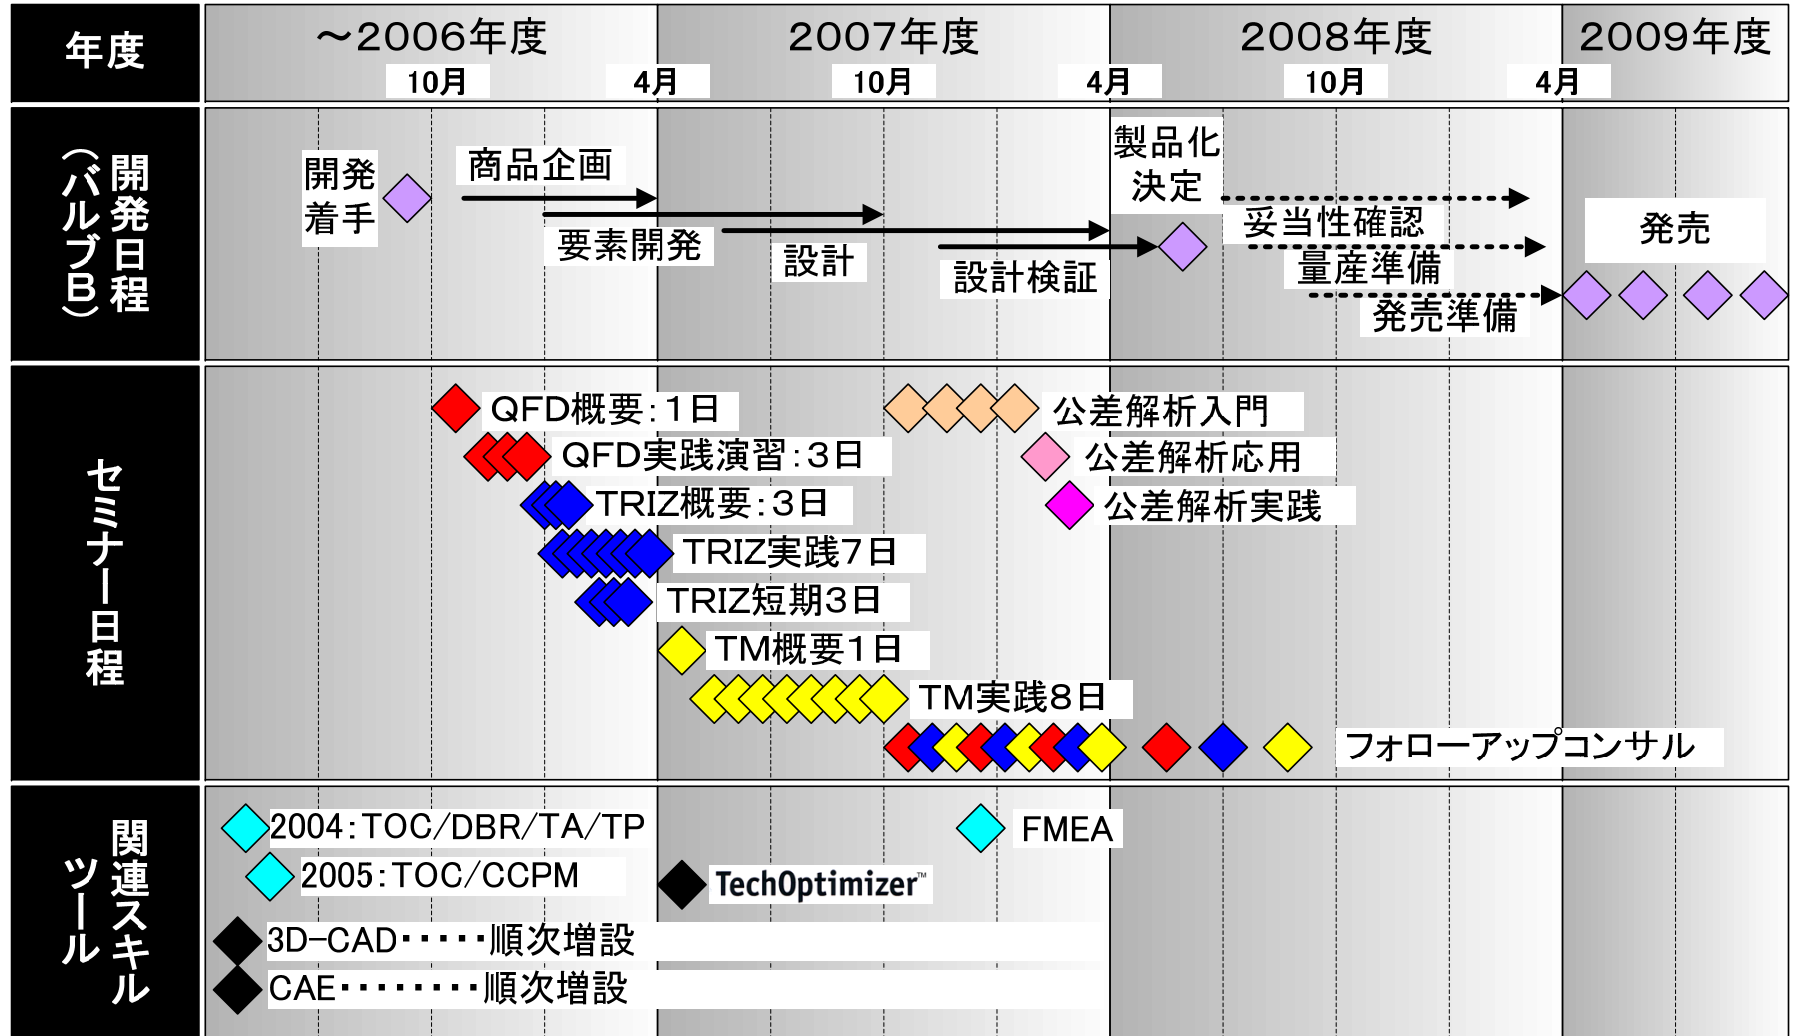 年度
～2006年度
2007年度
2008年度
2009年度
10月
4月
10月
4月
10月
4月
開発日程
（バルブB）
開発
着手
商品企画
要素開発
設計
設計検証
製品化
決定
妥当性確認
量産準備
発売準備
発売
セミナー日程
QFD概要：1日
QFD実践演習：3日
TRIZ概要：3日
TRIZ実践7日
TRIZ短期3日
TM概要1日
TM実践8日
公差解析入門
公差解析応用
公差解析実践
フォローアップコンサル
関連スキル
ツール
2004：TOC/DBR/TA/TP
2005：TOC/CCPM
3D-CAD・・・・・順次増設
CAE・・・・・・・・順次増設
FMEA
TechOptimizer™